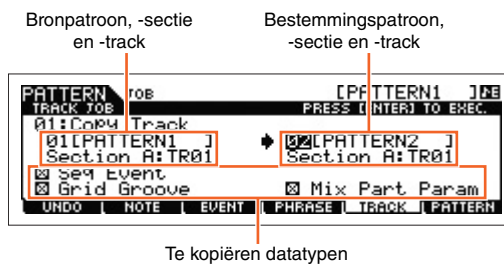 Bronpatroon, -sectie
en -track
Bestemmingspatroon,
-sectie en -track
PATTERN JOB [PATTERN1 ]
TRACK JOB PRESS [ENTER] TO EXEC.
01:Copy Track
01[PATTERN1 ] 02[PATTERN2 ]
Section A:TR01 Section A:TR01
Seq Event
Grid Groove Mix Part Param
UNDO NOTE EVENT PHRASE TRACK PATTERN
Te kopiëren datatypen